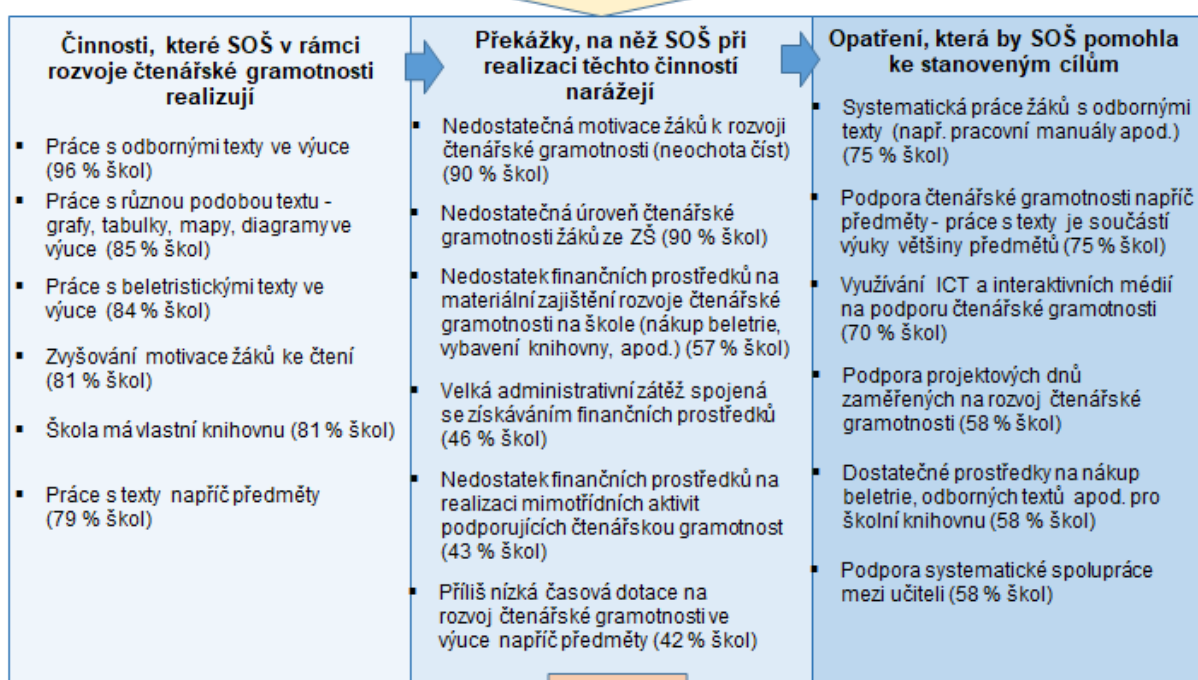 Činnosti, které SOŠ v rámci
rozvoje čtenářské gramotnosti
realizují
▪ Práce s odbornými texty ve výuce
(96 % škol)
▪ Práce s různou podobou textu -
grafy, tabulky, mapy, diagramy ve
výuce (85 % škol)
▪ Práce s beletristickými texty ve
výuce (84 % škol)
▪ Zvyšování motivace žáků ke čtení
(81 % škol)
▪ Škola má vlastní knihovnu (81 % škol)
▪ Práce s texty napříč předměty
(79 % škol)
Překážky, na něž SOŠ při
realizaci těchto činností
narážejí
▪ Nedostatečná motivace žáků k rozvoji
čtenářské gramotnosti (neochota číst)
(90 % škol)
▪ Nedostatečná úroveň čtenářské
gramotnosti žáků ze ZŠ (90 % škol)
▪ Nedostatek finančních prostředků na
materiální zajištění rozvoje čtenářské
gramotnosti na škole (nákup beletrie,
vybavení knihovny, apod.) (57 % škol)
▪ Velká administrativní zátěž spojená
se získáváním finančních prostředků
(46 % škol)
▪ Nedostatek finančních prostředků na
realizaci mimotřídních aktivit
podporujících čtenářskou gramotnost
(43 % škol)
▪ Příliš nízká časová dotace na
rozvoj čtenářské gramotnosti ve
výuce napříč předměty (42 % škol)
Opatření, která by SOŠ pomohla
ke stanoveným cílům
▪ Systematická práce žáků s odbornými
texty (např. pracovní manuály apod.)
(75 % škol)
▪ Podpora čtenářské gramotnosti napříč
předměty - práce s texty je součástí
výuky většiny předmětů (75 % škol)
▪ Využívání ICT a interaktivních médií
na podporu čtenářské gramotnosti
(70 % škol)
▪ Podpora projektových dnů
zaměřených na rozvoj čtenářské
gramotnosti (58 % škol)
▪ Dostatečné prostředky na nákup
beletrie, odborných textů apod. pro
školní knihovnu (58 % škol)
▪ Podpora systematické spolupráce
mezi učiteli (58 % škol)